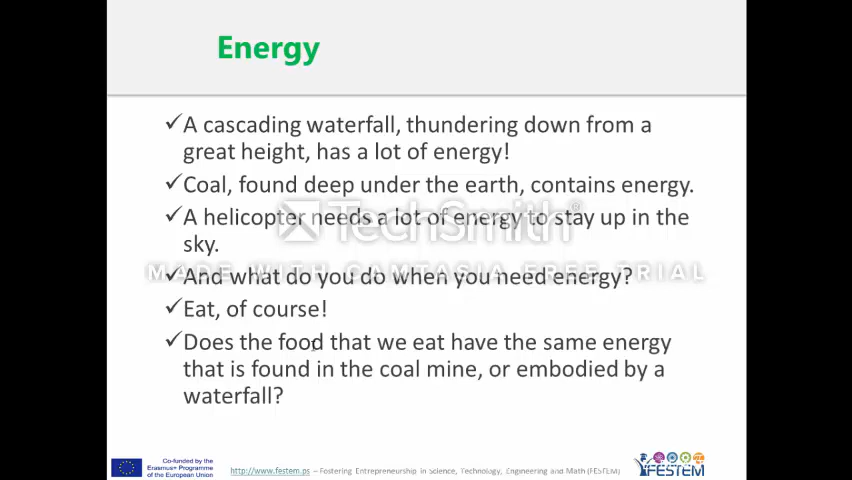 Energy
✓A cascading waterfall, thundering down from a
great height, has a lot of energy!
✓Coal, found deep under the earth, contains energy.
✓A helicopter needs a lot of energy to stay up in the
sky.
TechSmith®
MADE WITH CAMTASIA FREE TRIAL
✓And what do you do when you need energy?
✓Eat, of course!
✓Does the food that we eat have the same energy
that is found in the coal mine, or embodied by a
waterfall?
Co-funded by the
Erasmus+ Programme
of the European Union
http://www.festem.ps – Fostering Entrepreneurship in Science, Technology, Engineering and Math (FESTEM)
FESTEM